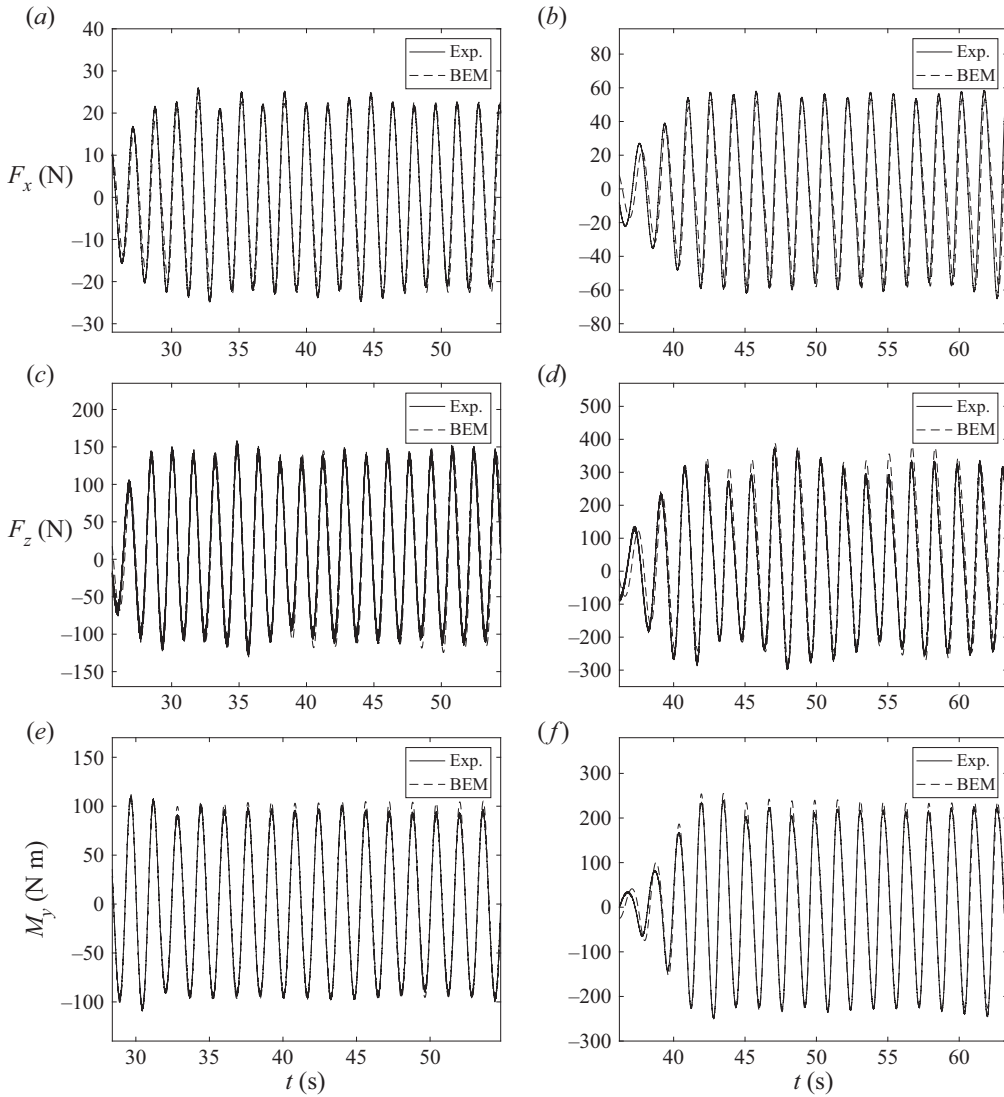 (a) (b)
40
30
20
10
0
–10
–20
–30
F_x (N)
Exp.
BEM
30 35 40 45 50
80
60
40
20
0
–20
–40
–60
–80
Exp.
BEM
40 45 50 55 60
(c) (d)
200
150
100
50
0
–50
–100
–150
F_z (N)
Exp.
BEM
30 35 40 45 50
500
400
300
200
100
0
–100
–200
–300
Exp.
BEM
40 45 50 55 60
(e) (f)
150
100
50
0
–50
–100
M_y (N m)
Exp.
BEM
30 35 40 45 50
t (s)
300
200
100
0
–100
–200
–300
Exp.
BEM
40 45 50 55 60
t (s)